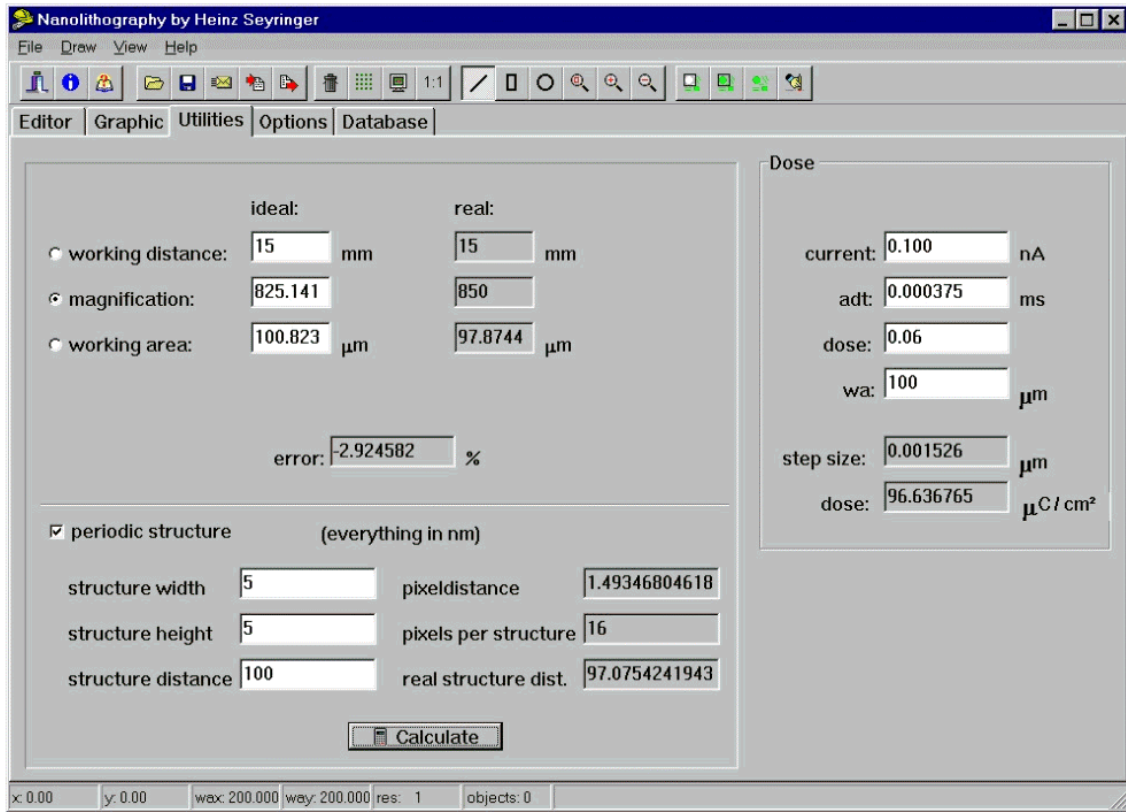 Nanolithography by Heinz Seyringer
File Draw View Help
1:1
Editor Graphic Utilities Options Database
ideal: real:
working distance: 15 mm 15 mm
magnification: 825.141 850
working area: 100.823 μm 97.8744 μm
error: -2.924582 %
periodic structure (everything in nm)
structure width 5 pixeldistance 1.49346804618
structure height 5 pixels per structure 16
structure distance 100 real structure dist. 97.0754241943
Calculate
Dose
current: 0.100 nA
adt: 0.000375 ms
dose: 0.06
wa: 100 μm
step size: 0.001526 μm
dose: 96.636765 μC / cm²
x: 0.00 y: 0.00 wax: 200.000 way: 200.000 res: 1 objects: 0